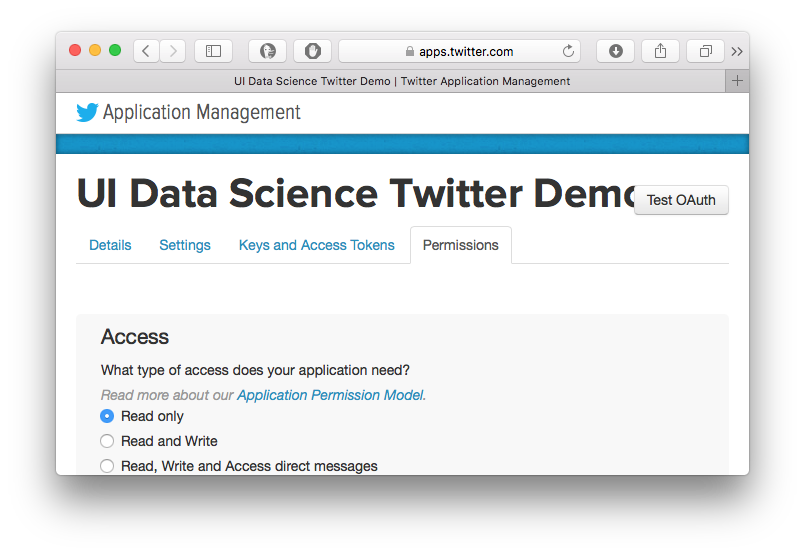 apps.twitter.com
UI Data Science Twitter Demo | Twitter Application Management
Application Management
UI Data Science Twitter Demo
Test OAuth
Details Settings Keys and Access Tokens Permissions
Access
What type of access does your application need?
Read more about our Application Permission Model.
Read only
Read and Write
Read, Write and Access direct messages